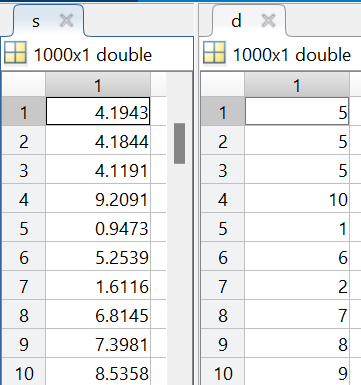 s d
1000x1 double 1000x1 double
1 1
1 4.1943 1 5
2 4.1844 2 5
3 4.1191 3 5
4 9.2091 4 10
5 0.9473 5 1
6 5.2539 6 6
7 1.6116 7 2
8 6.8145 8 7
9 7.3981 9 8
10 8.5358 10 9